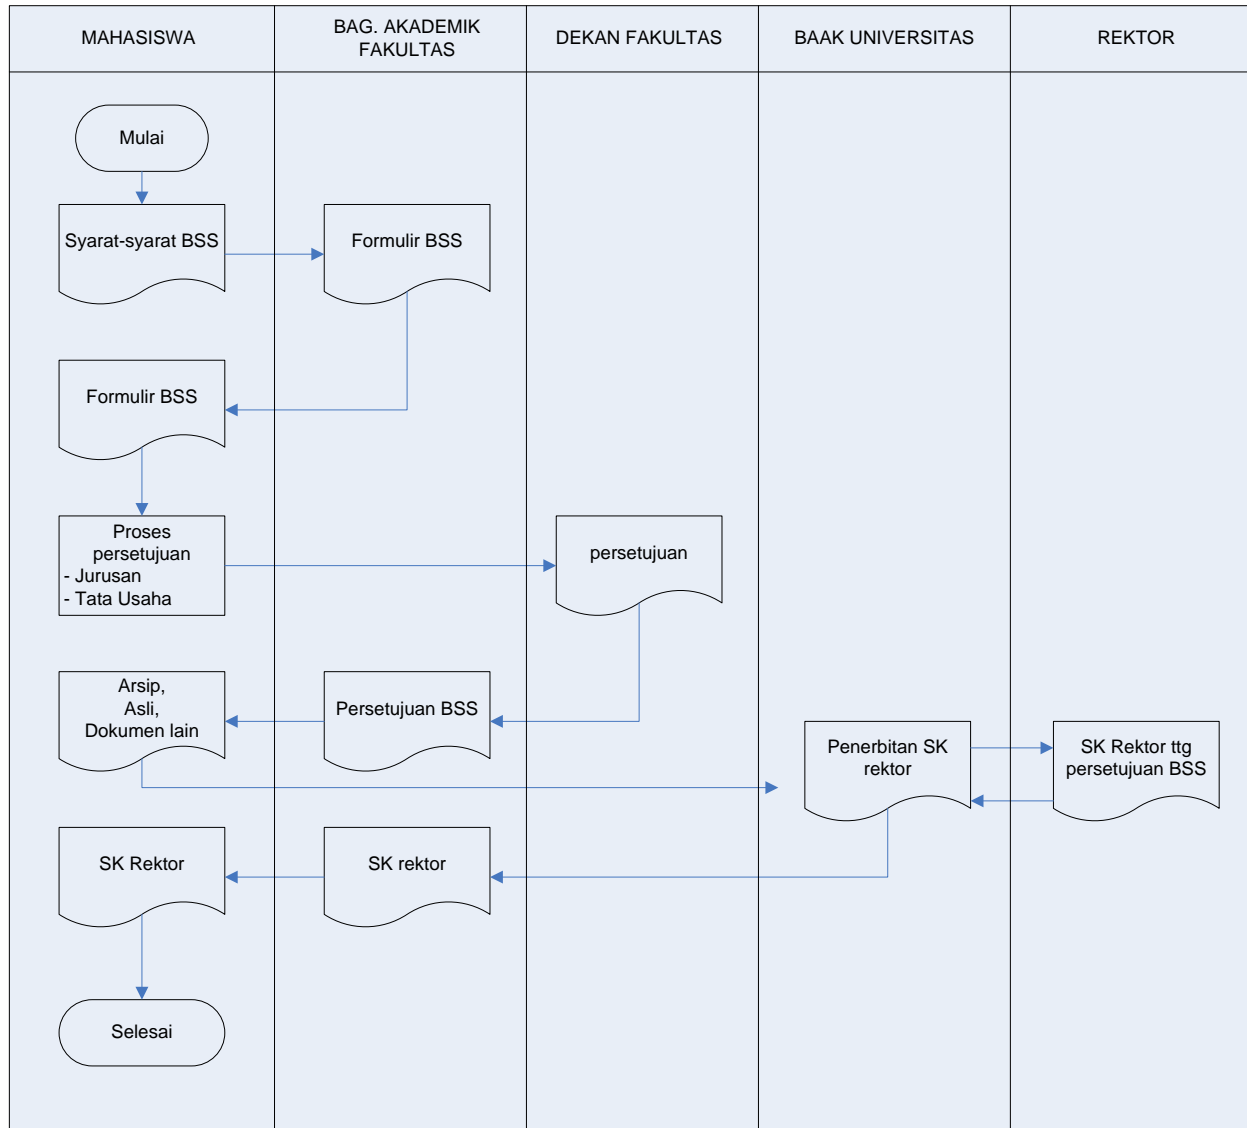 MAHASISWA
BAG. AKADEMIK
FAKULTAS
DEKAN FAKULTAS
BAAK UNIVERSITAS
REKTOR
Mulai
Syarat-syarat BSS
Formulir BSS
Formulir BSS
Proses
persetujuan
- Jurusan
- Tata Usaha
persetujuan
Arsip,
Asli,
Dokumen lain
Persetujuan BSS
Penerbitan SK
rektor
SK Rektor ttg
persetujuan BSS
SK Rektor
SK rektor
Selesai